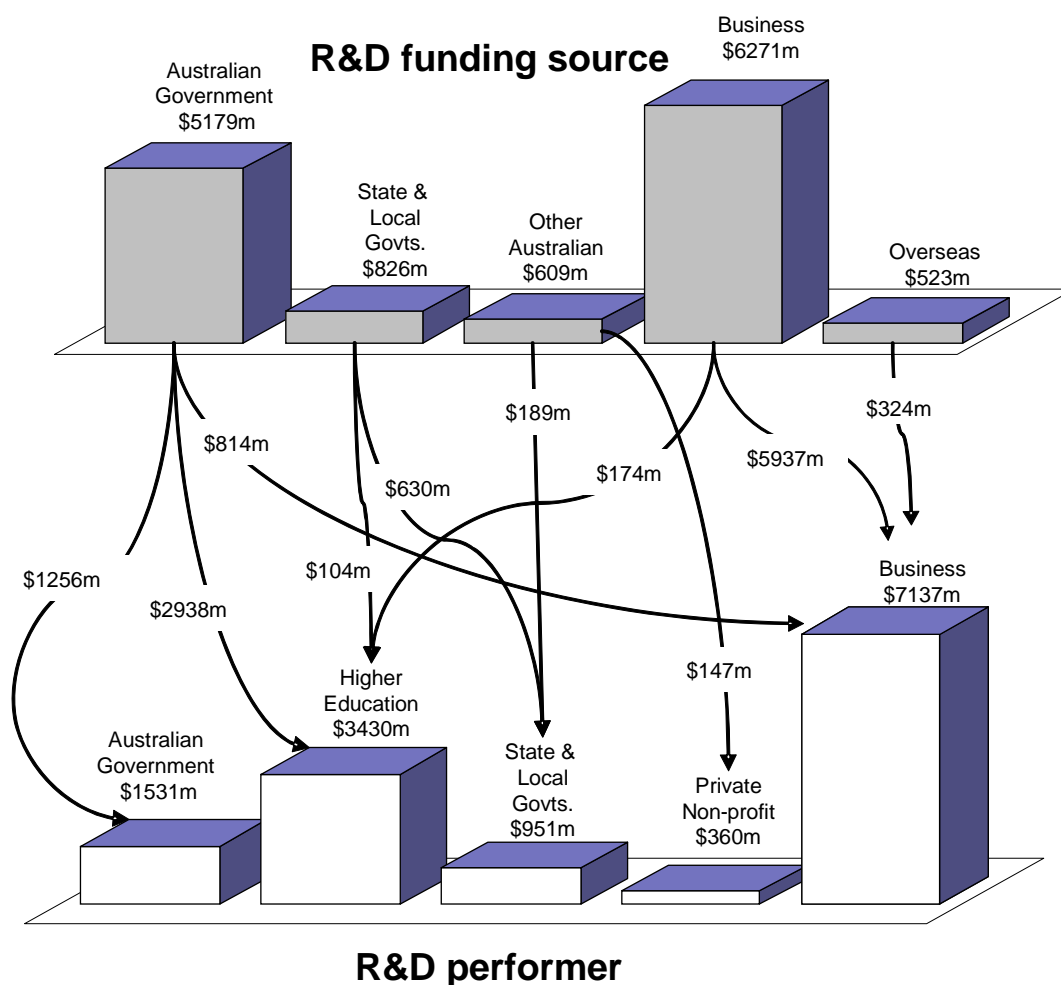 R&D funding source
Australian
Government
$5179m
State &
Local
Govts.
$826m
Other
Australian
$609m
Business
$6271m
Overseas
$523m
$814m
$189m
$324m
$630m
$174m
$5937m
$1256m
$2938m
$104m
$147m
Australian
Government
$1531m
Higher
Education
$3430m
State &
Local
Govts.
$951m
Private
Non-profit
$360m
Business
$7137m
R&D performer